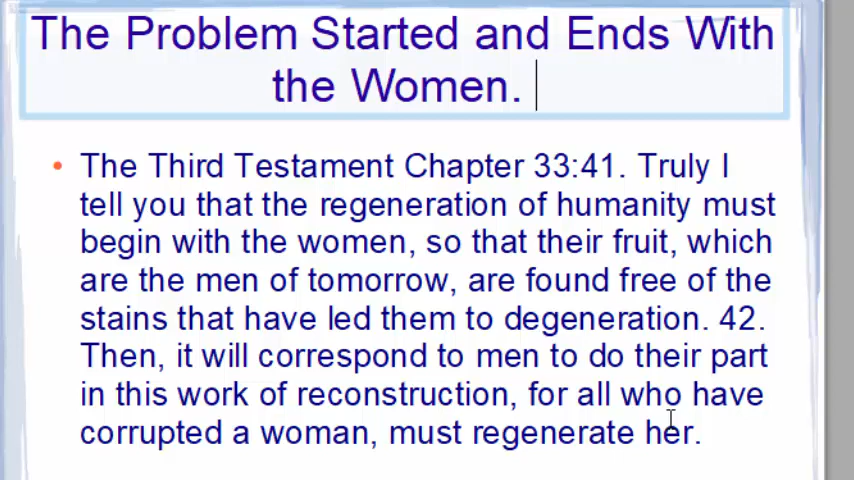 The Problem Started and Ends With
the Women.
• The Third Testament Chapter 33:41. Truly I
tell you that the regeneration of humanity must
begin with the women, so that their fruit, which
are the men of tomorrow, are found free of the
stains that have led them to degeneration. 42.
Then, it will correspond to men to do their part
in this work of reconstruction, for all who have
corrupted a woman, must regenerate her.